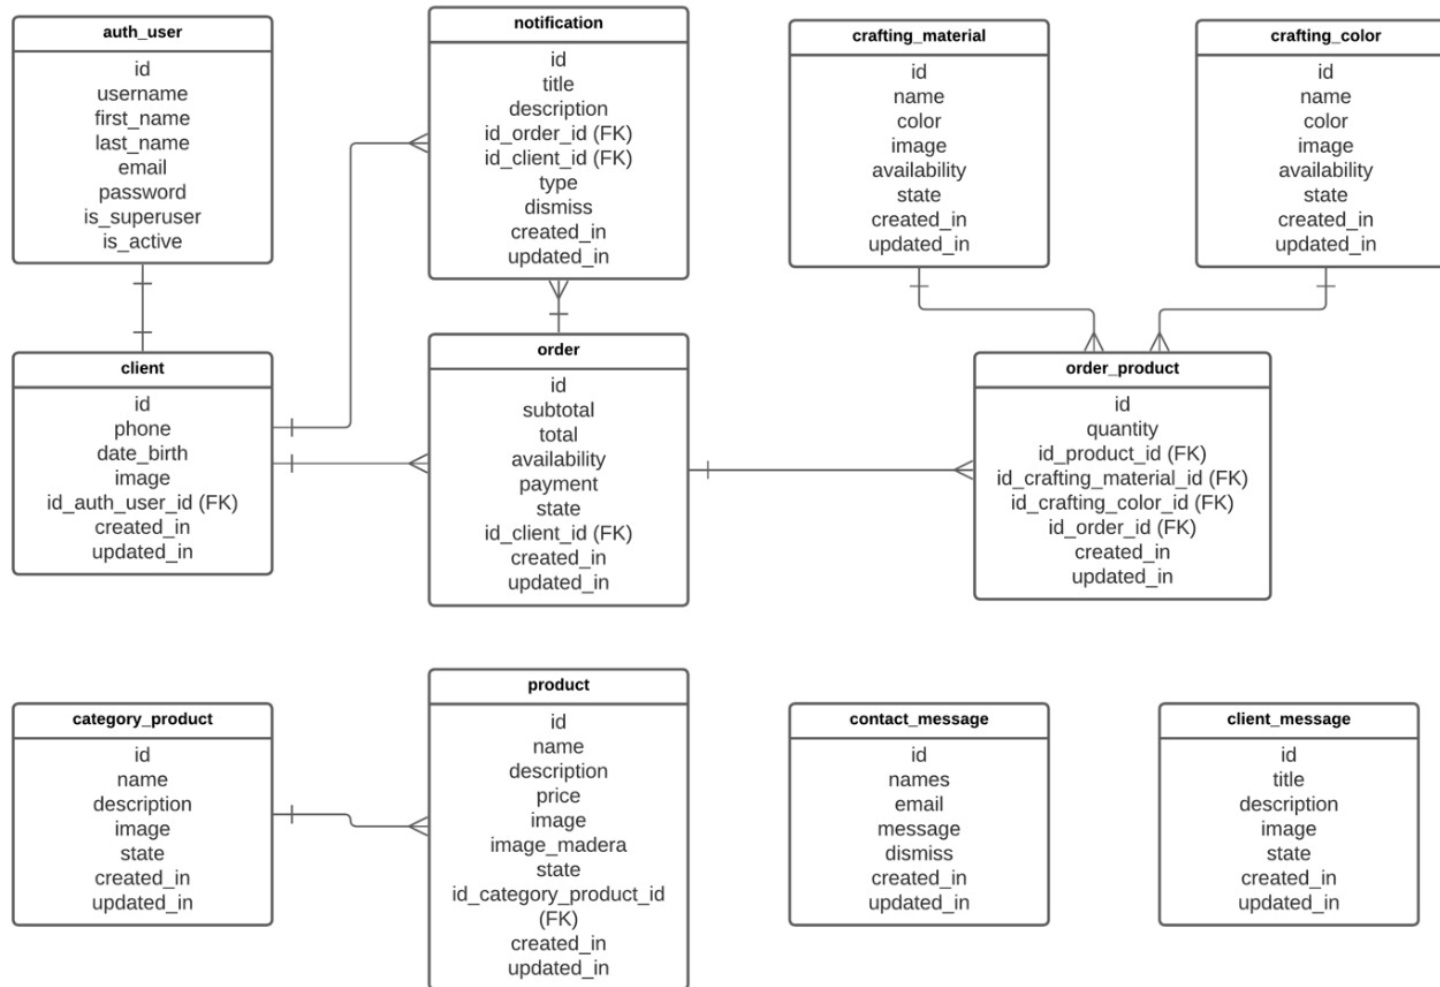 auth_user
id
username
first_name
last_name
email
password
is_superuser
is_active
notification
id
title
description
id_order_id (FK)
id_client_id (FK)
type
dismiss
created_in
updated_in
crafting_material
id
name
color
image
availability
state
created_in
updated_in
crafting_color
id
name
color
image
availability
state
created_in
updated_in
client
id
phone
date_birth
image
id_auth_user_id (FK)
created_in
updated_in
order
id
subtotal
total
availability
payment
state
id_client_id (FK)
created_in
updated_in
order_product
id
quantity
id_product_id (FK)
id_crafting_material_id (FK)
id_crafting_color_id (FK)
id_order_id (FK)
created_in
updated_in
category_product
id
name
description
image
state
created_in
updated_in
product
id
name
description
price
image
image_madera
state
id_category_product_id
(FK)
created_in
updated_in
contact_message
id
names
email
message
dismiss
created_in
updated_in
client_message
id
title
description
image
state
created_in
updated_in